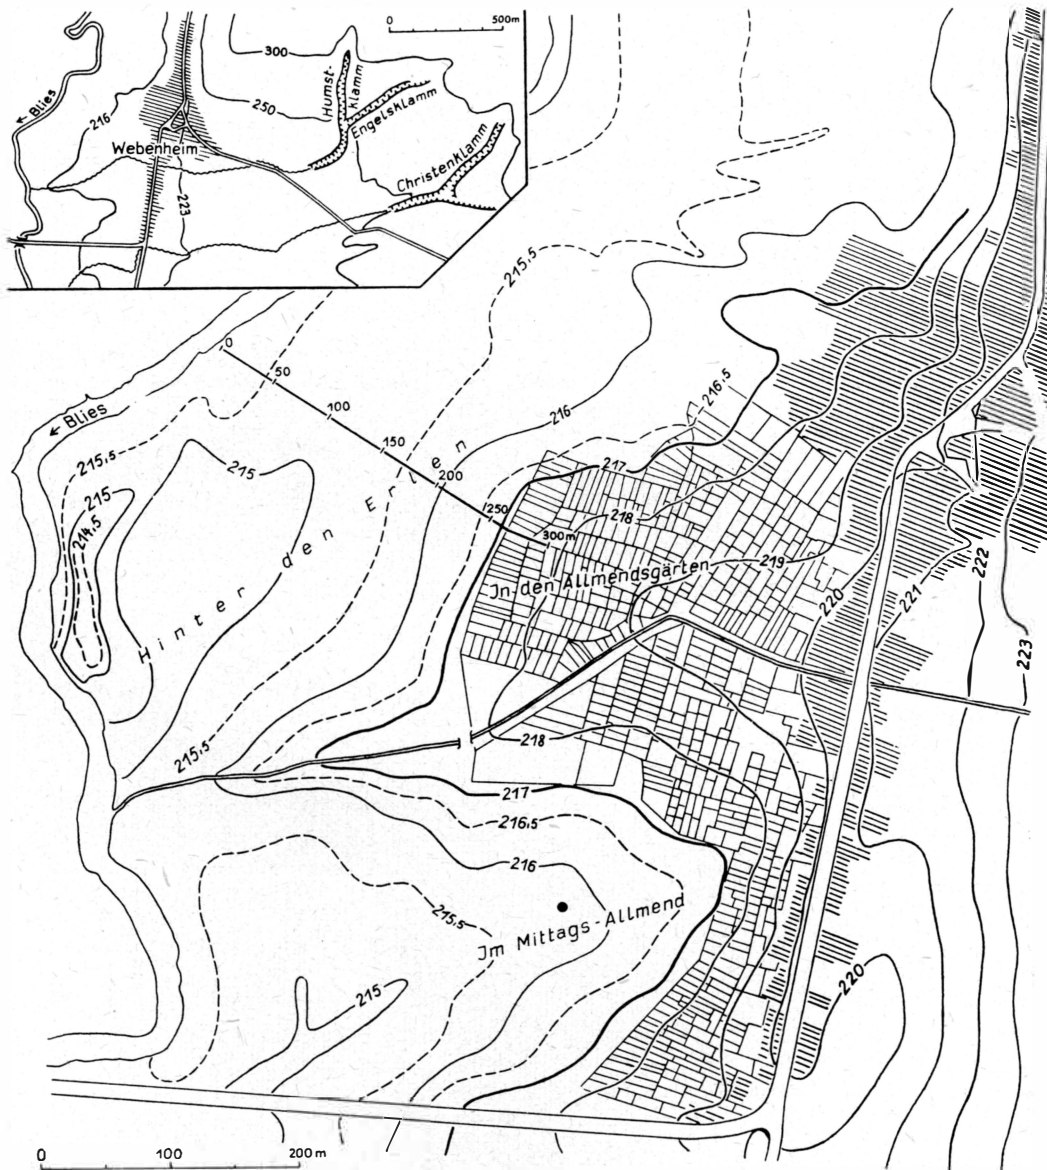 0 500m
300
250
216
← Blies
Webenheim
223
Humst-
klamm
Engelsklamm
Christenklamm
215,5
0
50
100
150
200
250
300m
← Blies
216
216,5
217
218
219
220
221
222
223
215,5
215
214,5
215
Hinter den Erlen
Jn den Allmendsgärten
215,5
218
217
216,5
216
215,5
Jm Mittags-Allmend
215
220
0 100 200 m